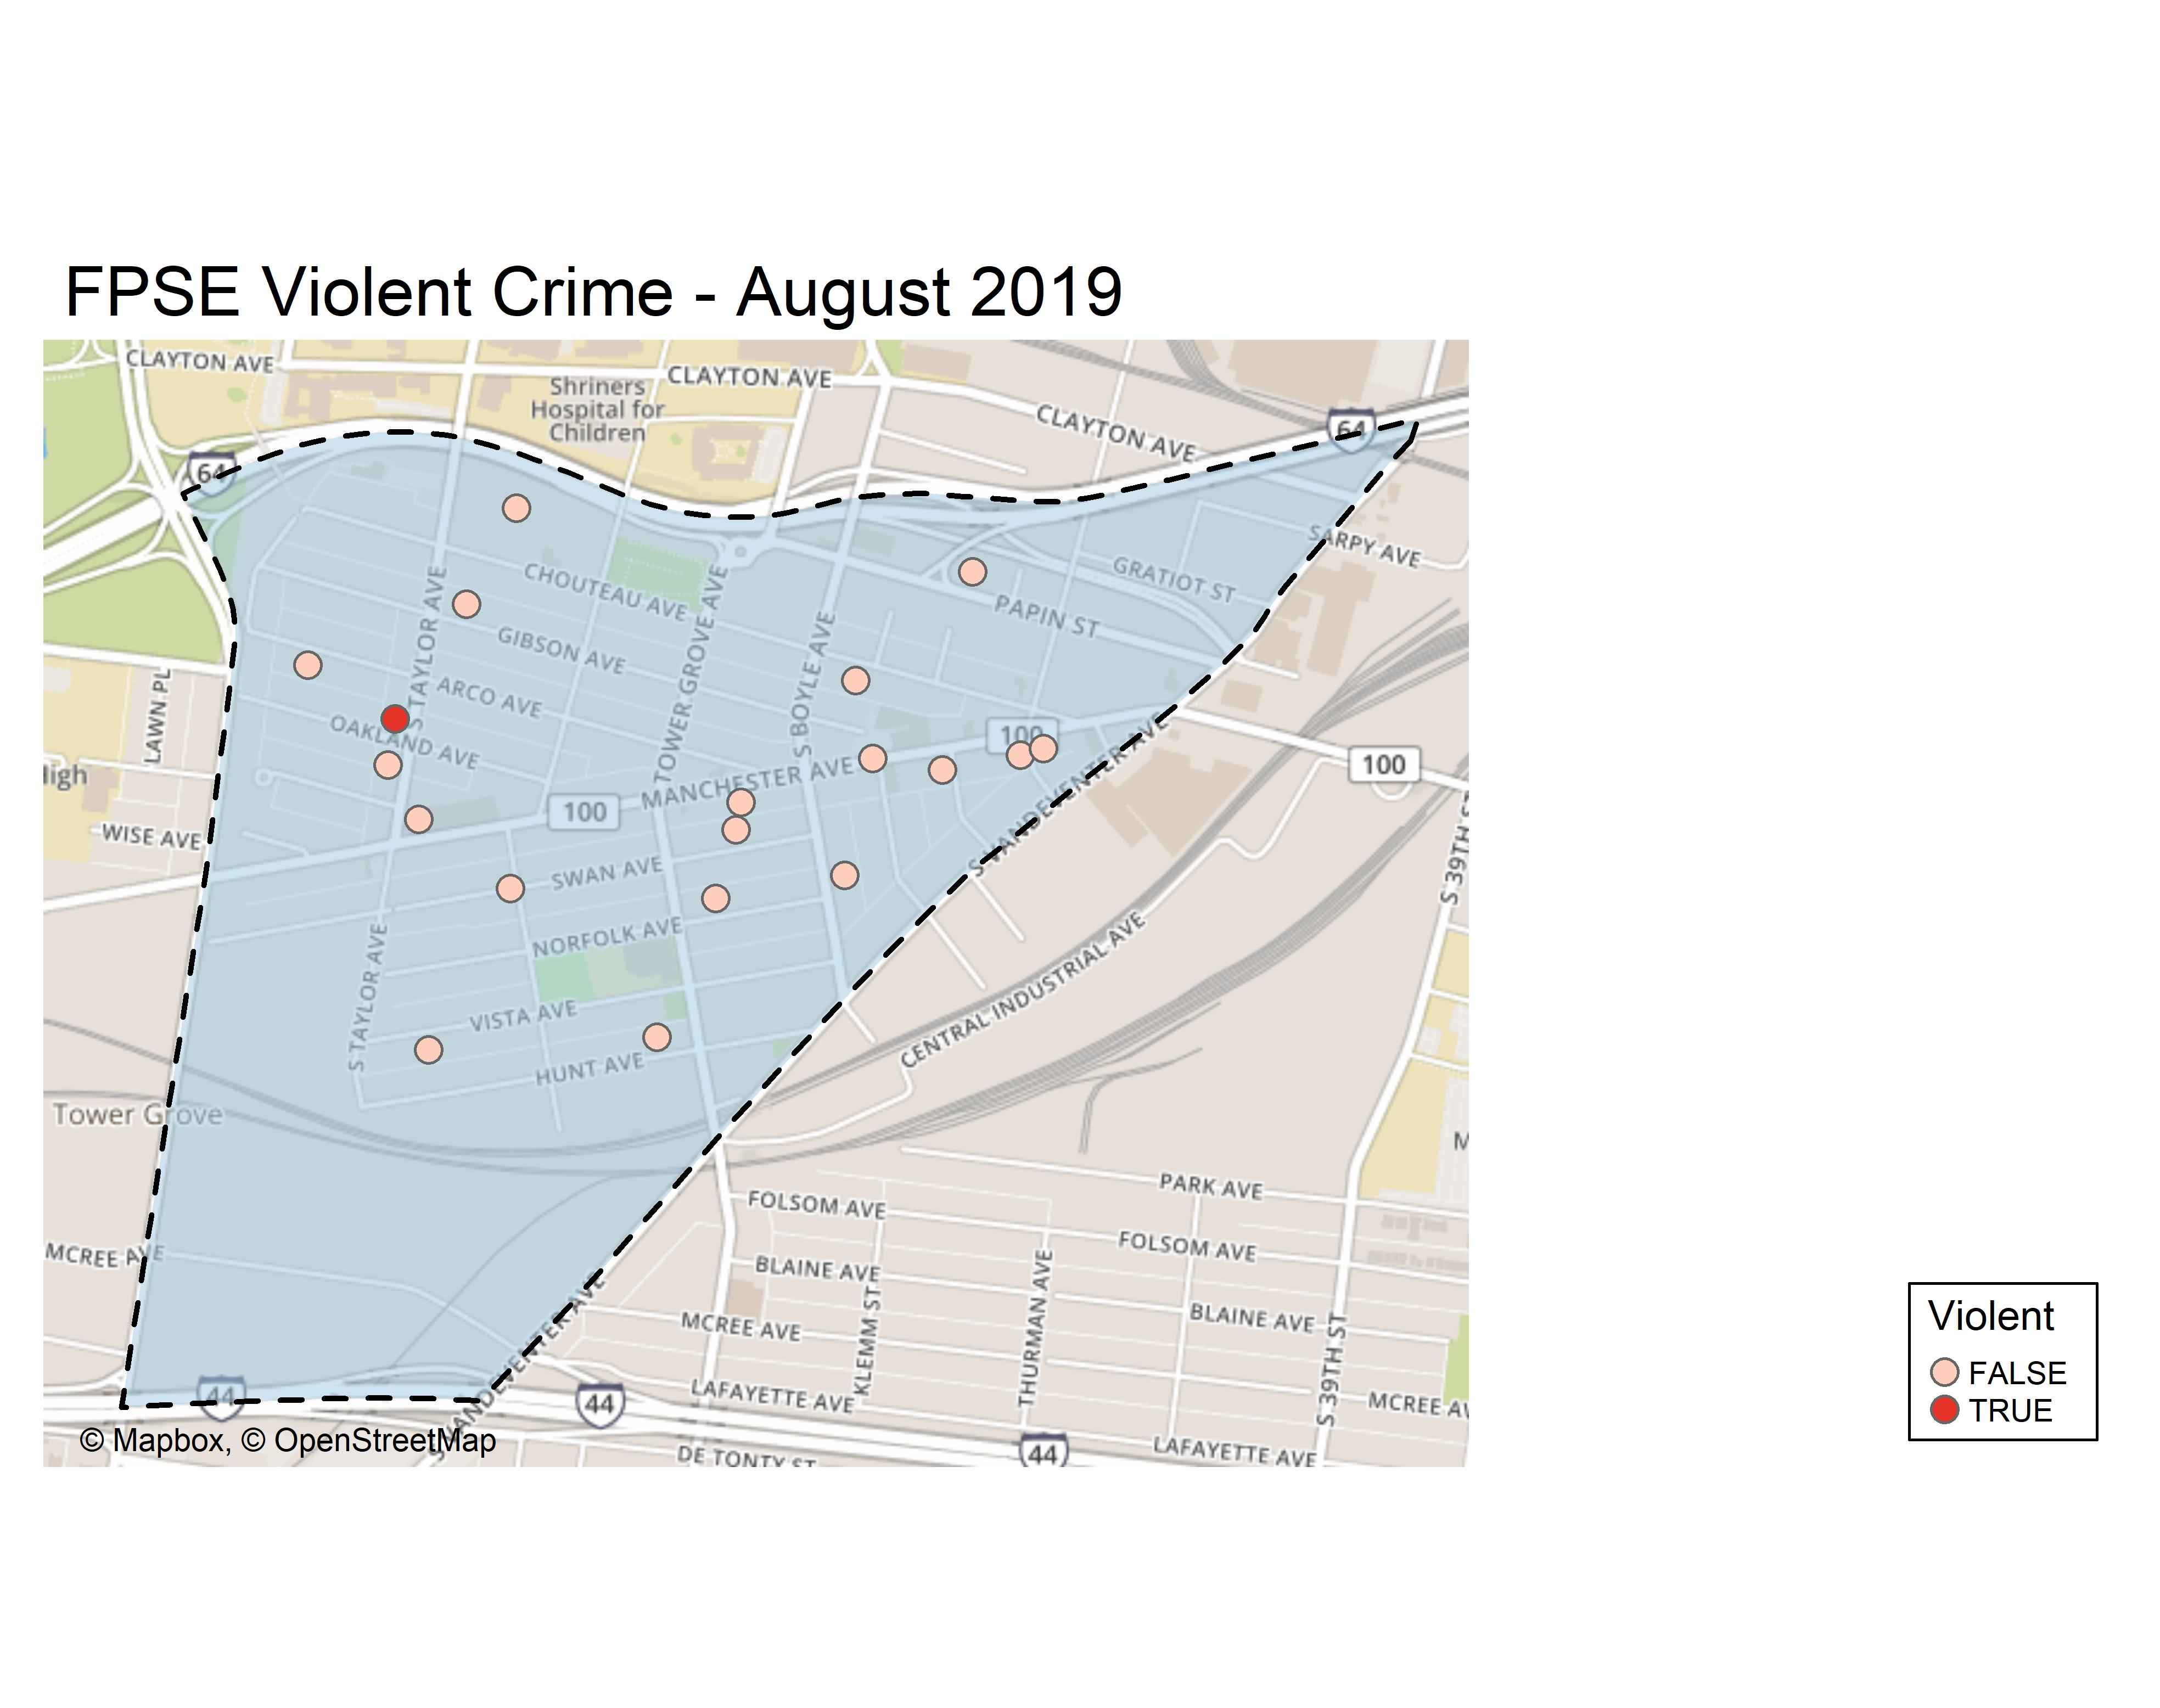 FPSE Violent Crime - August 2019
CLAYTON AVE
Shriners
Hospital for
Children
CLAYTON AVE
CLAYTON AVE
64
64
SARPY AVE
GRATIOT ST
CHOUTEAU AVE
PAPIN ST
S TAYLOR AVE
GIBSON AVE
TOWER GROVE AVE
S BOYLE AVE
ARCO AVE
OAKLAND AVE
LAWN PL
100
100
100
MANCHESTER AVE
S VANDEVENTER AVE
WISE AVE
SWAN AVE
S 39TH ST
NORFOLK AVE
S TAYLOR AVE
VISTA AVE
CENTRAL INDUSTRIAL AVE
HUNT AVE
Tower Grove
PARK AVE
FOLSOM AVE
FOLSOM AVE
MCREE AVE
BLAINE AVE
BLAINE AVE
KLEMM ST
THURMAN AVE
S 39TH ST
MCREE AVE
S VANDEVENTER AVE
LAFAYETTE AVE
MCREE AV
44
44
44
LAFAYETTE AVE
DE TONTY ST
© Mapbox, © OpenStreetMap
Violent
FALSE
TRUE